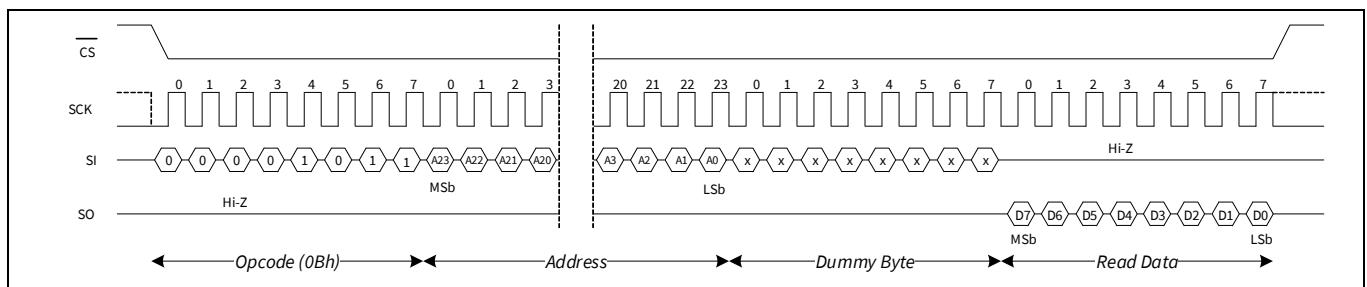 CS
0 1 2 3 4 5 6 7 0 1 2 3 20 21 22 23 0 1 2 3 4 5 6 7 0 1 2 3 4 5 6 7
SCK
Hi-Z
SI 0 0 0 0 1 0 1 1 A23 A22 A21 A20 A3 A2 A1 A0 x x x x x x x x
MSb LSb
Hi-Z
SO D7 D6 D5 D4 D3 D2 D1 D0
MSb LSb
Opcode (0Bh) Address Dummy Byte Read Data